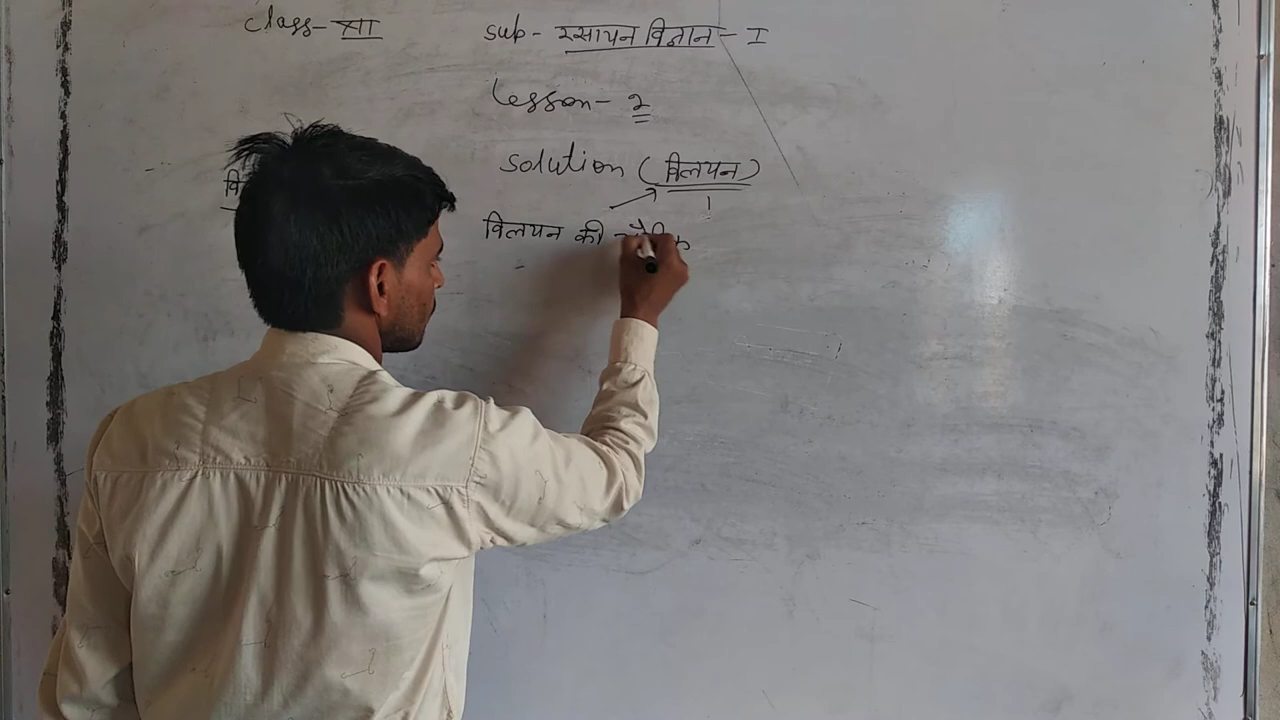 Class- XII
Sub- रसायन विज्ञान - I
Lesson- 2
Solution (विलयन)
वि
विलयन की